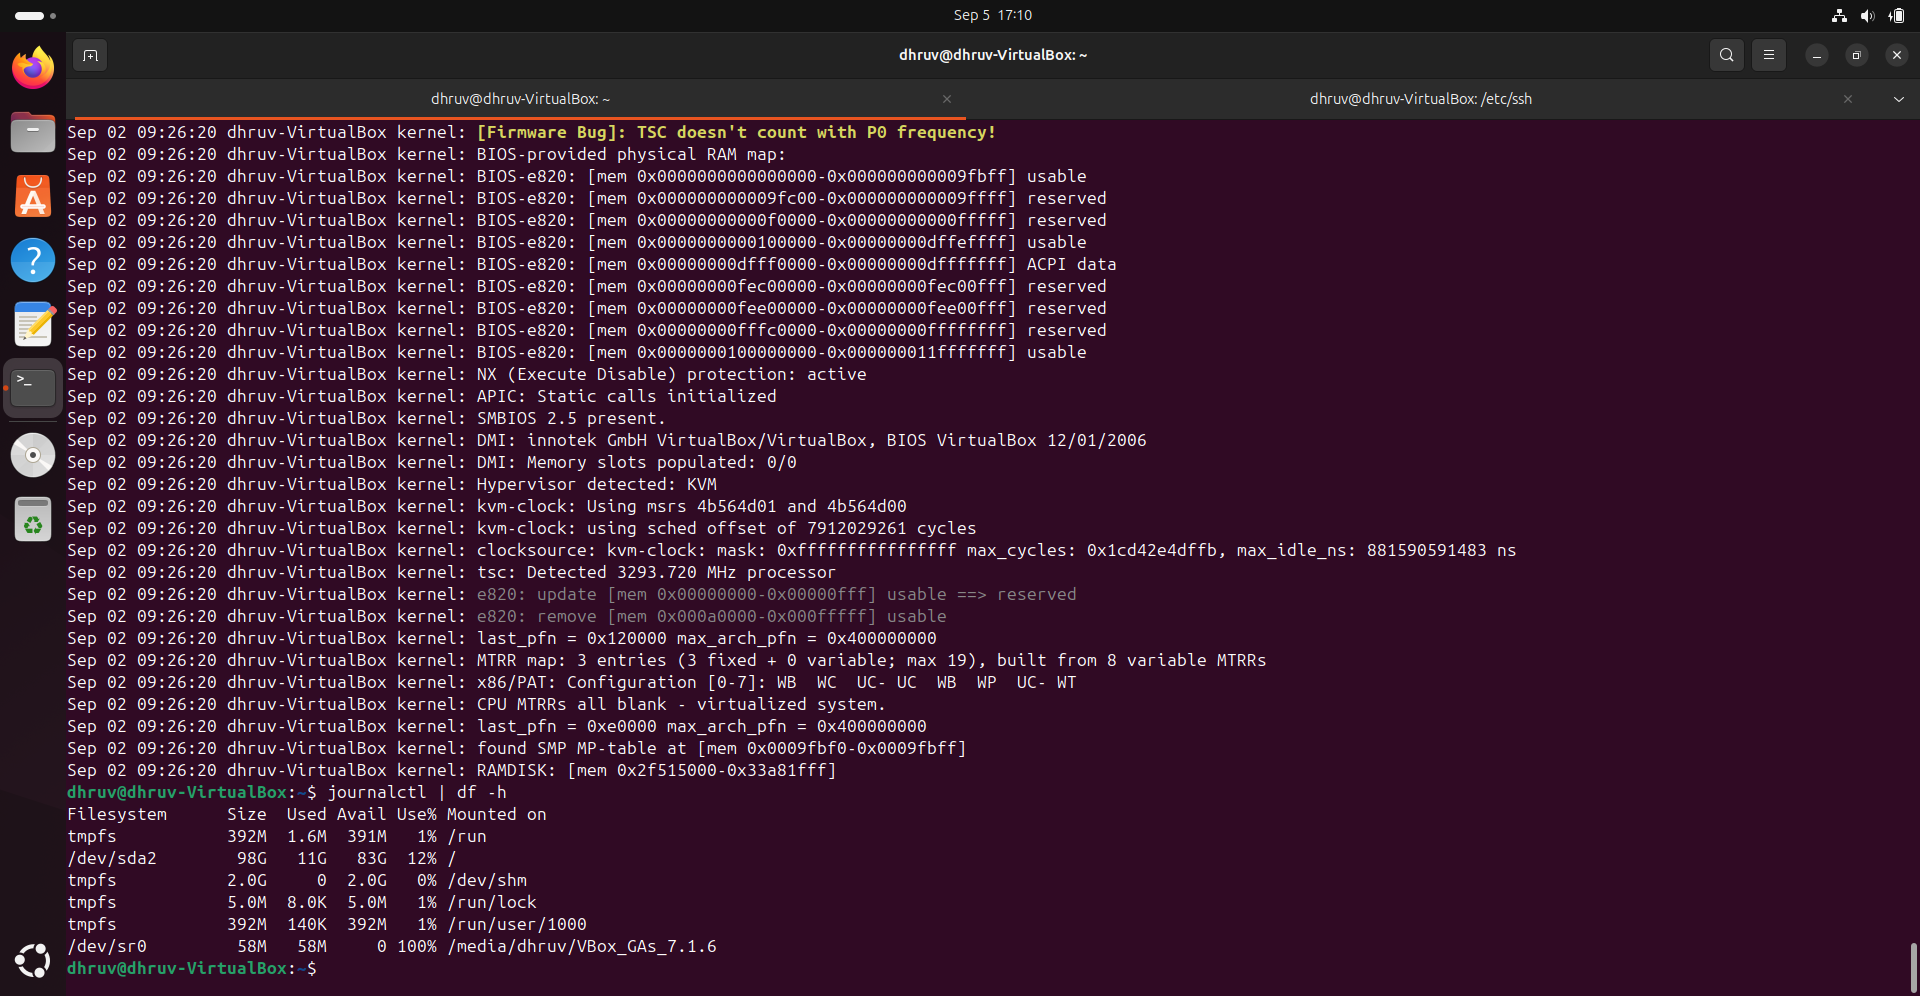 Sep 5 17:10
dhruv@dhruv-VirtualBox: ~
dhruv@dhruv-VirtualBox: ~
dhruv@dhruv-VirtualBox: /etc/ssh
Sep 02 09:26:20 dhruv-VirtualBox kernel: [Firmware Bug]: TSC doesn't count with P0 frequency!
Sep 02 09:26:20 dhruv-VirtualBox kernel: BIOS-provided physical RAM map:
Sep 02 09:26:20 dhruv-VirtualBox kernel: BIOS-e820: [mem 0x0000000000000000-0x000000000009fbff] usable
Sep 02 09:26:20 dhruv-VirtualBox kernel: BIOS-e820: [mem 0x000000000009fc00-0x000000000009ffff] reserved
Sep 02 09:26:20 dhruv-VirtualBox kernel: BIOS-e820: [mem 0x00000000000f0000-0x00000000000fffff] reserved
Sep 02 09:26:20 dhruv-VirtualBox kernel: BIOS-e820: [mem 0x0000000000100000-0x00000000dffeffff] usable
Sep 02 09:26:20 dhruv-VirtualBox kernel: BIOS-e820: [mem 0x00000000dfff0000-0x00000000dfffffff] ACPI data
Sep 02 09:26:20 dhruv-VirtualBox kernel: BIOS-e820: [mem 0x00000000fec00000-0x00000000fec00fff] reserved
Sep 02 09:26:20 dhruv-VirtualBox kernel: BIOS-e820: [mem 0x00000000fee00000-0x00000000fee00fff] reserved
Sep 02 09:26:20 dhruv-VirtualBox kernel: BIOS-e820: [mem 0x00000000fffc0000-0x00000000ffffffff] reserved
Sep 02 09:26:20 dhruv-VirtualBox kernel: BIOS-e820: [mem 0x0000000100000000-0x000000011fffffff] usable
Sep 02 09:26:20 dhruv-VirtualBox kernel: NX (Execute Disable) protection: active
Sep 02 09:26:20 dhruv-VirtualBox kernel: APIC: Static calls initialized
Sep 02 09:26:20 dhruv-VirtualBox kernel: SMBIOS 2.5 present.
Sep 02 09:26:20 dhruv-VirtualBox kernel: DMI: innotek GmbH VirtualBox/VirtualBox, BIOS VirtualBox 12/01/2006
Sep 02 09:26:20 dhruv-VirtualBox kernel: DMI: Memory slots populated: 0/0
Sep 02 09:26:20 dhruv-VirtualBox kernel: Hypervisor detected: KVM
Sep 02 09:26:20 dhruv-VirtualBox kernel: kvm-clock: Using msrs 4b564d01 and 4b564d00
Sep 02 09:26:20 dhruv-VirtualBox kernel: kvm-clock: using sched offset of 7912029261 cycles
Sep 02 09:26:20 dhruv-VirtualBox kernel: clocksource: kvm-clock: mask: 0xffffffffffffffff max_cycles: 0x1cd42e4dffb, max_idle_ns: 881590591483 ns
Sep 02 09:26:20 dhruv-VirtualBox kernel: tsc: Detected 3293.720 MHz processor
Sep 02 09:26:20 dhruv-VirtualBox kernel: e820: update [mem 0x00000000-0x00000fff] usable ==> reserved
Sep 02 09:26:20 dhruv-VirtualBox kernel: e820: remove [mem 0x000a0000-0x000fffff] usable
Sep 02 09:26:20 dhruv-VirtualBox kernel: last_pfn = 0x120000 max_arch_pfn = 0x400000000
Sep 02 09:26:20 dhruv-VirtualBox kernel: MTRR map: 3 entries (3 fixed + 0 variable; max 19), built from 8 variable MTRRs
Sep 02 09:26:20 dhruv-VirtualBox kernel: x86/PAT: Configuration [0-7]: WB  WC  UC- UC  WB  WP  UC- WT
Sep 02 09:26:20 dhruv-VirtualBox kernel: CPU MTRRs all blank - virtualized system.
Sep 02 09:26:20 dhruv-VirtualBox kernel: last_pfn = 0xe0000 max_arch_pfn = 0x400000000
Sep 02 09:26:20 dhruv-VirtualBox kernel: found SMP MP-table at [mem 0x0009fbf0-0x0009fbff]
Sep 02 09:26:20 dhruv-VirtualBox kernel: RAMDISK: [mem 0x2f515000-0x33a81fff]
dhruv@dhruv-VirtualBox:~$ journalctl | df -h
Filesystem      Size  Used Avail Use% Mounted on
tmpfs           392M  1.6M  391M   1% /run
/dev/sda2        98G   11G   83G  12% /
tmpfs           2.0G     0  2.0G   0% /dev/shm
tmpfs           5.0M  8.0K  5.0M   1% /run/lock
tmpfs           392M  140K  392M   1% /run/user/1000
/dev/sr0         58M   58M     0 100% /media/dhruv/VBox_GAs_7.1.6
dhruv@dhruv-VirtualBox:~$